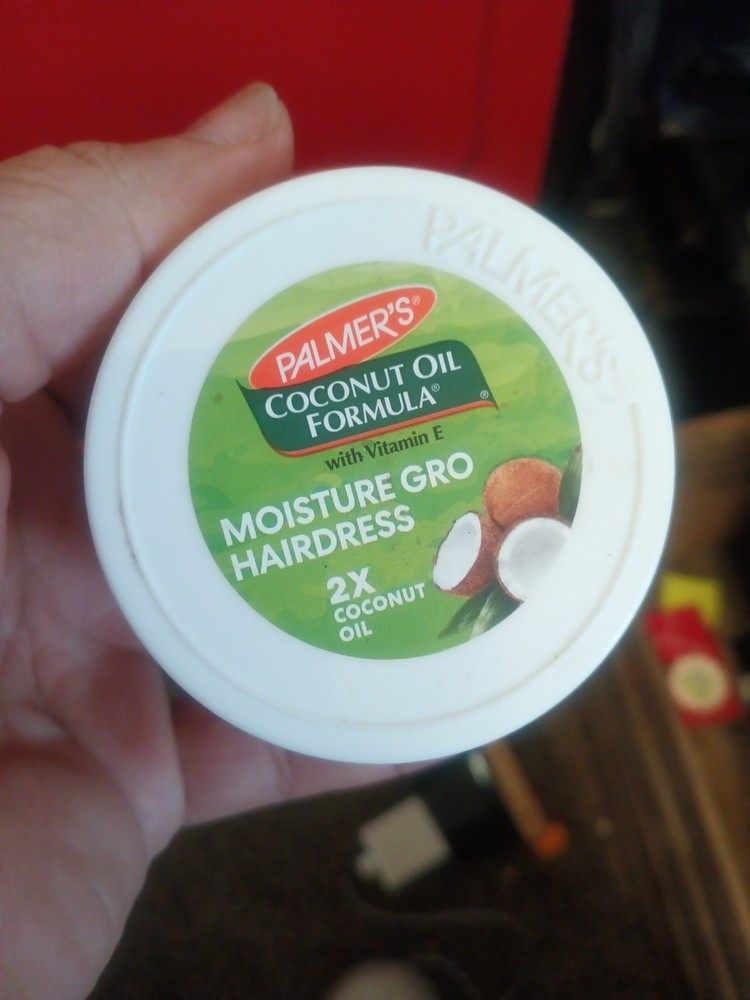 PALMER'S
PALMER'S®
COCONUT OIL
FORMULA® ®
with Vitamin E
MOISTURE GRO
HAIRDRESS
2X
COCONUT
OIL